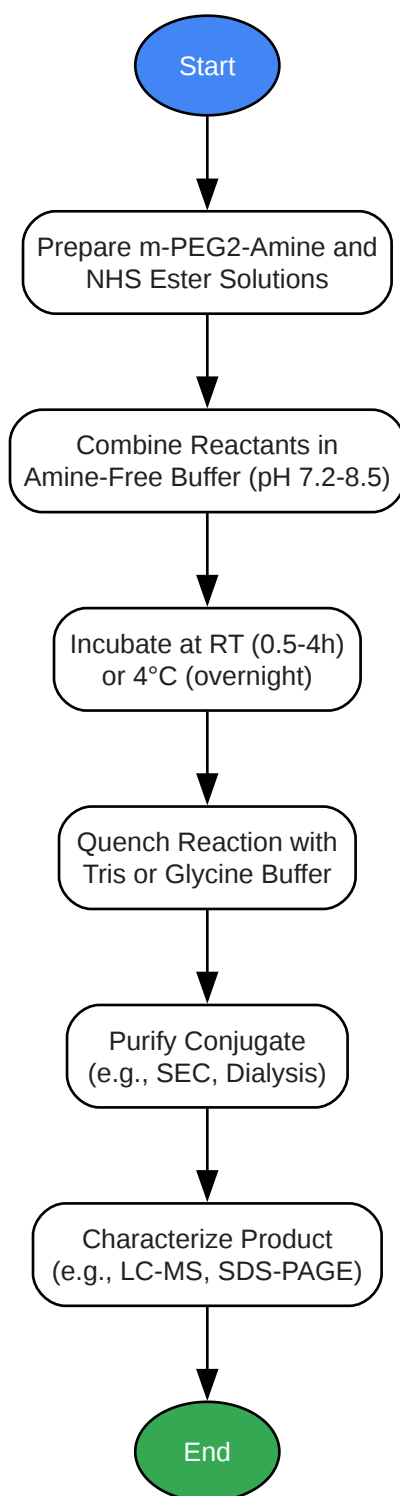 Start
Prepare m-PEG2-Amine and
NHS Ester Solutions
Combine Reactants in
Amine-Free Buffer (pH 7.2-8.5)
Incubate at RT (0.5-4h)
or 4°C (overnight)
Quench Reaction with
Tris or Glycine Buffer
Purify Conjugate
(e.g., SEC, Dialysis)
Characterize Product
(e.g., LC-MS, SDS-PAGE)
End